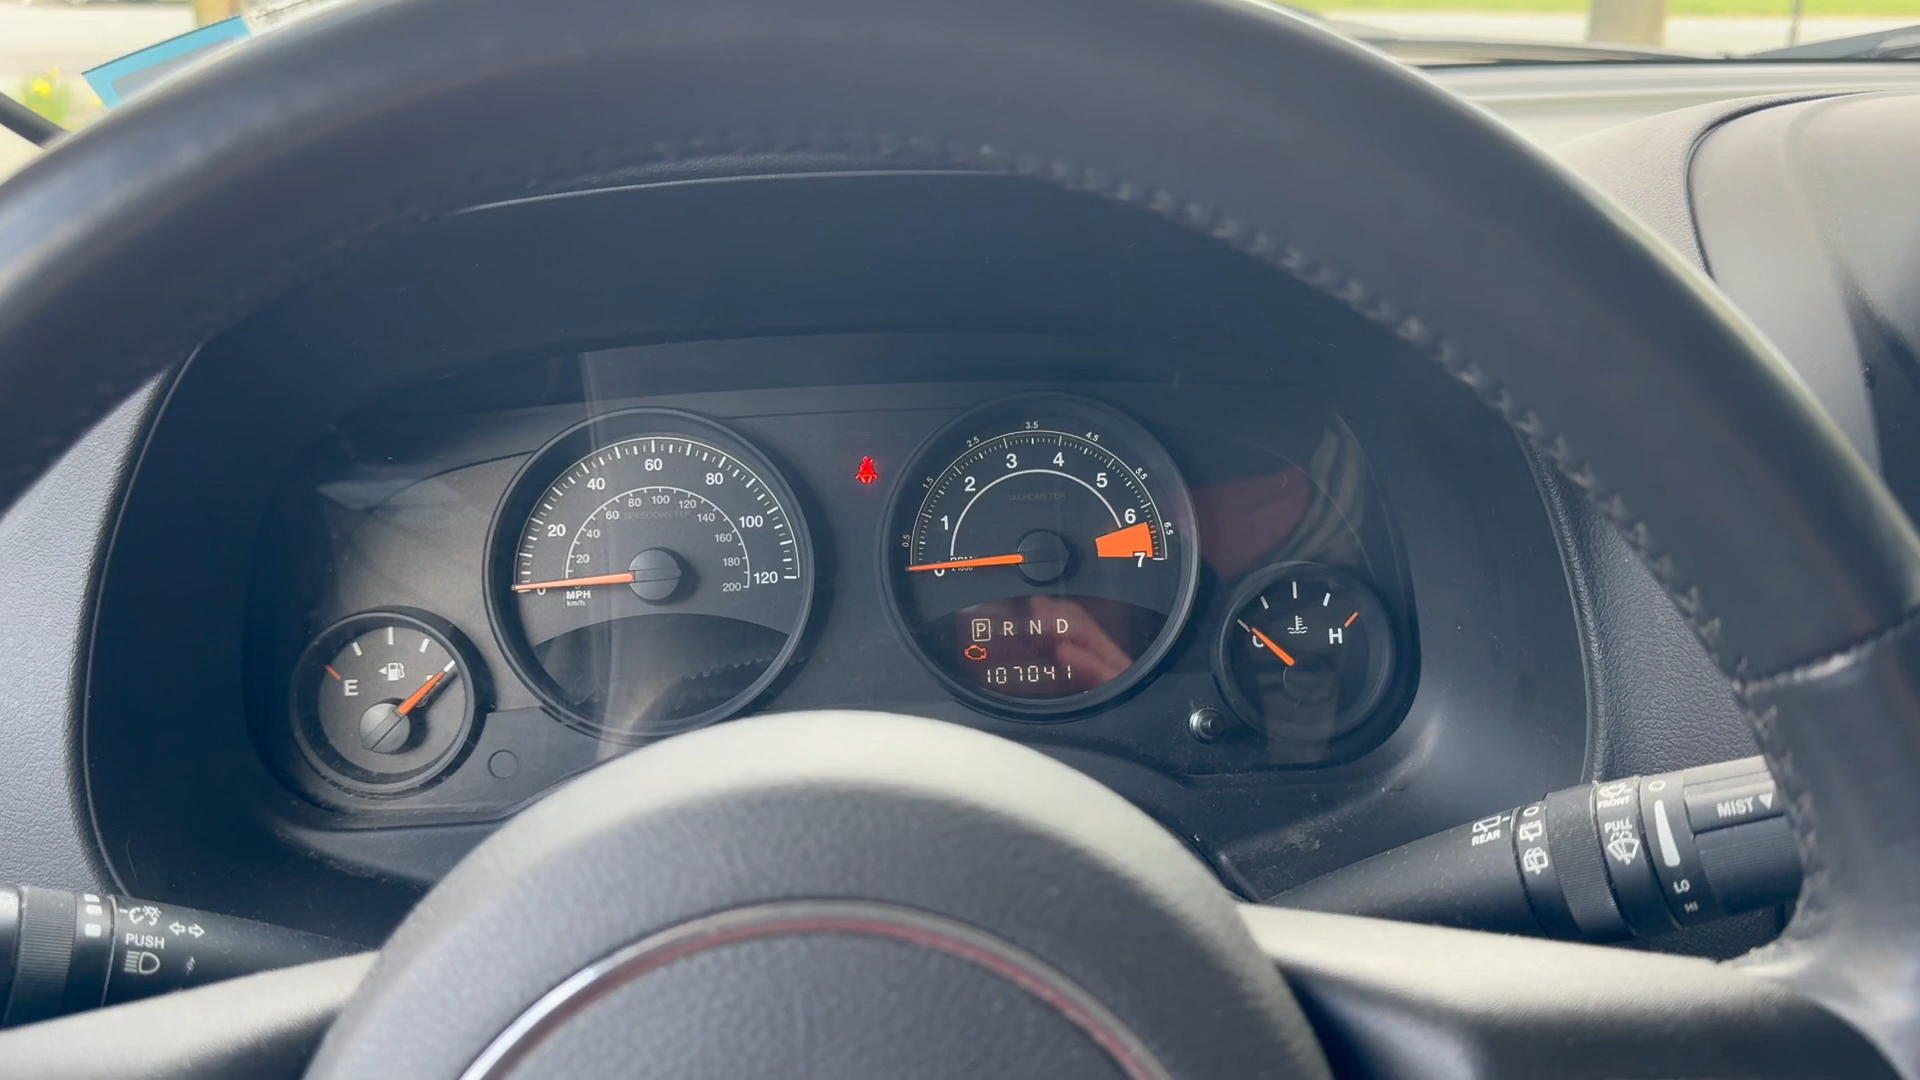 20 40 60 80 100 120
20 40 60 80 100 120 140 160 180 200
SPEEDOMETER
0
MPH
km/h
0.5 1.5 2.5 3.5 4.5 5.5 6.5
1 2 3 4 5 6 7
TACHOMETER
0
P R N D
107041
E
C H
REAR
FRONT
PULL
MIST
LO
HI
PUSH